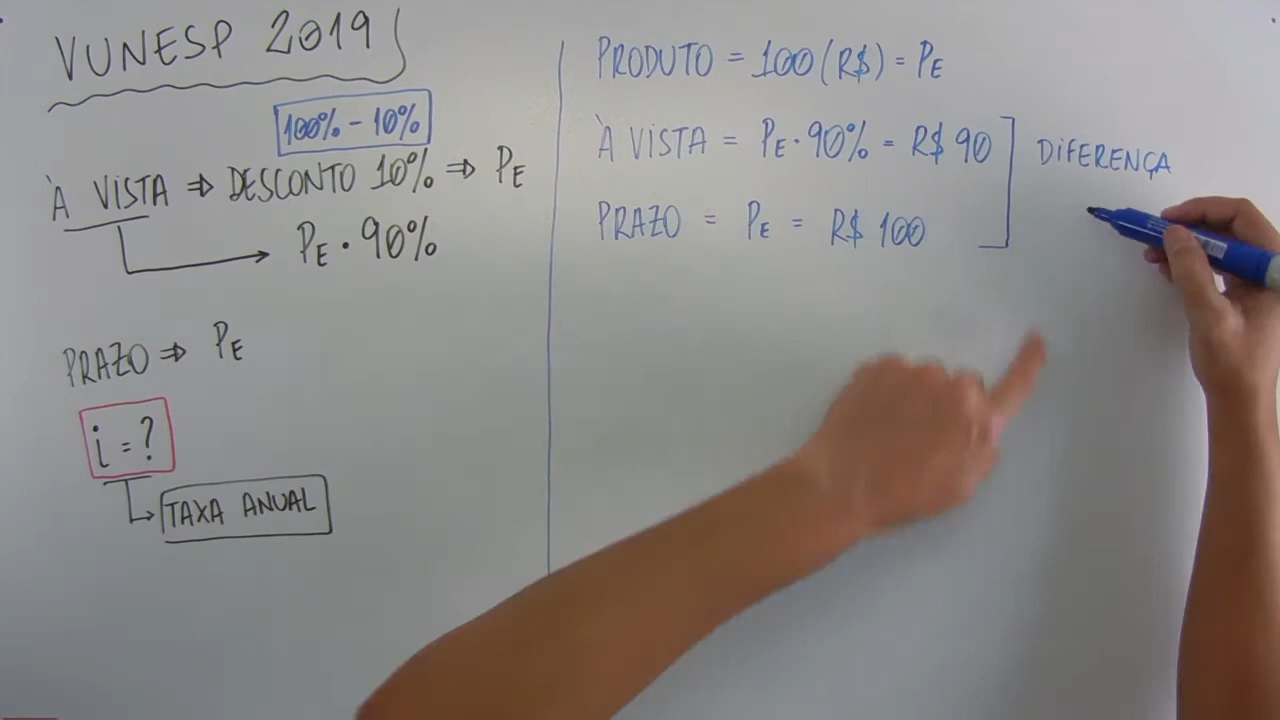 VUNESP 2019
100% - 10%
À VISTA ⇒ DESCONTO 10% ⇒ PE
PE · 90%
PRAZO ⇒ PE
i = ?
TAXA ANUAL
PRODUTO = 100 (R$) = PE
À VISTA = PE · 90% = R$ 90
DIFERENÇA
PRAZO = PE = R$ 100